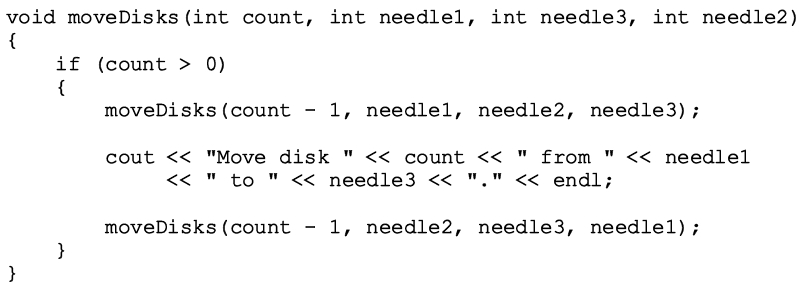 void moveDisks(int count, int needle1, int needle3, int needle2)
{
    if (count > 0)
    {
        moveDisks(count - 1, needle1, needle2, needle3);

        cout << "Move disk " << count << " from " << needle1
             << " to " << needle3 << "." << endl;

        moveDisks(count - 1, needle2, needle3, needle1);
    }
}